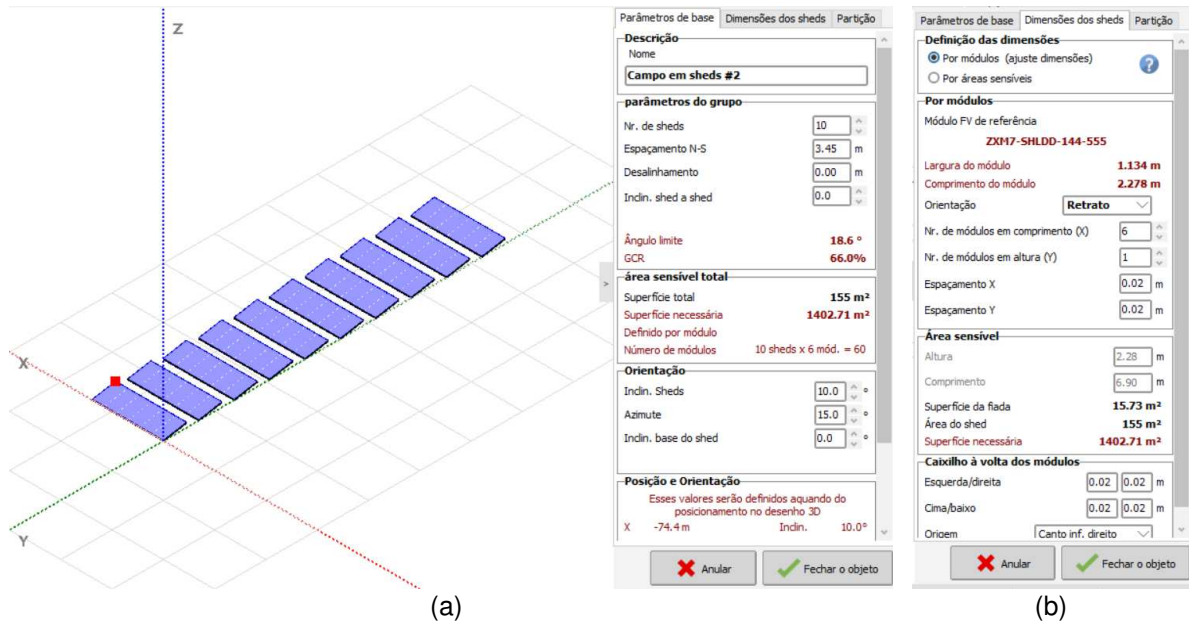 Z
X
Y
>
Parâmetros de base Dimensões dos sheds Partição
Descrição
Nome
Campo em sheds #2
parâmetros do grupo
Nr. de sheds 10
Espaçamento N-S 3.45 m
Desalinhamento 0.00 m
Inclin. shed a shed 0.0
Ângulo limite 18.6 °
GCR 66.0%
área sensível total
Superfície total 155 m²
Superfície necessária 1402.71 m²
Definido por módulo
Número de módulos 10 sheds x 6 mód. = 60
Orientação
Inclin. Sheds 10.0 °
Azimute 15.0 °
Inclin. base do shed 0.0 °
Posição e Orientação
Esses valores serão definidos aquando do
posicionamento no desenho 3D
X -74.4 m Inclin. 10.0°
Anular Fechar o objeto
(a)
Parâmetros de base Dimensões dos sheds Partição
Definição das dimensões
Por módulos (ajuste dimensões) ?
Por áreas sensíveis
Por módulos
Módulo FV de referência
ZXM7-SHLDD-144-555
Largura do módulo 1.134 m
Comprimento do módulo 2.278 m
Orientação Retrato
Nr. de módulos em comprimento (X) 6
Nr. de módulos em altura (Y) 1
Espaçamento X 0.02 m
Espaçamento Y 0.02 m
Área sensível
Altura 2.28 m
Comprimento 6.90 m
Superfície da fiada 15.73 m²
Área do shed 155 m²
Superfície necessária 1402.71 m²
Caixilho à volta dos módulos
Esquerda/direita 0.02 0.02 m
Cima/baixo 0.02 0.02 m
Origem Canto inf. direito
Anular Fechar o objeto
(b)